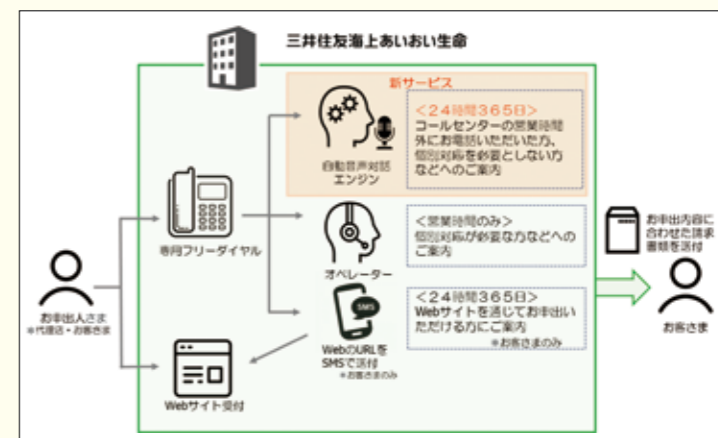 三井住友海上あいおい生命
新サービス
自動音声対話
エンジン
<24時間365日>
コールセンターの営業時間
外にお電話いただいた方、
個別対応を必要としない方
などへのご案内
専用フリーダイヤル
オペレーター
<営業時間のみ>
個別対応が必要な方などへの
ご案内
お申出人さま
※代理店・お客さま
SMS
WebのURLを
SMSで送付
※お客さまのみ
<24時間365日>
Webサイトを通じてお申出い
ただける方にご案内
※お客さまのみ
Webサイト受付
お申出内容に
合わせた請求
書類を送付
お客さま